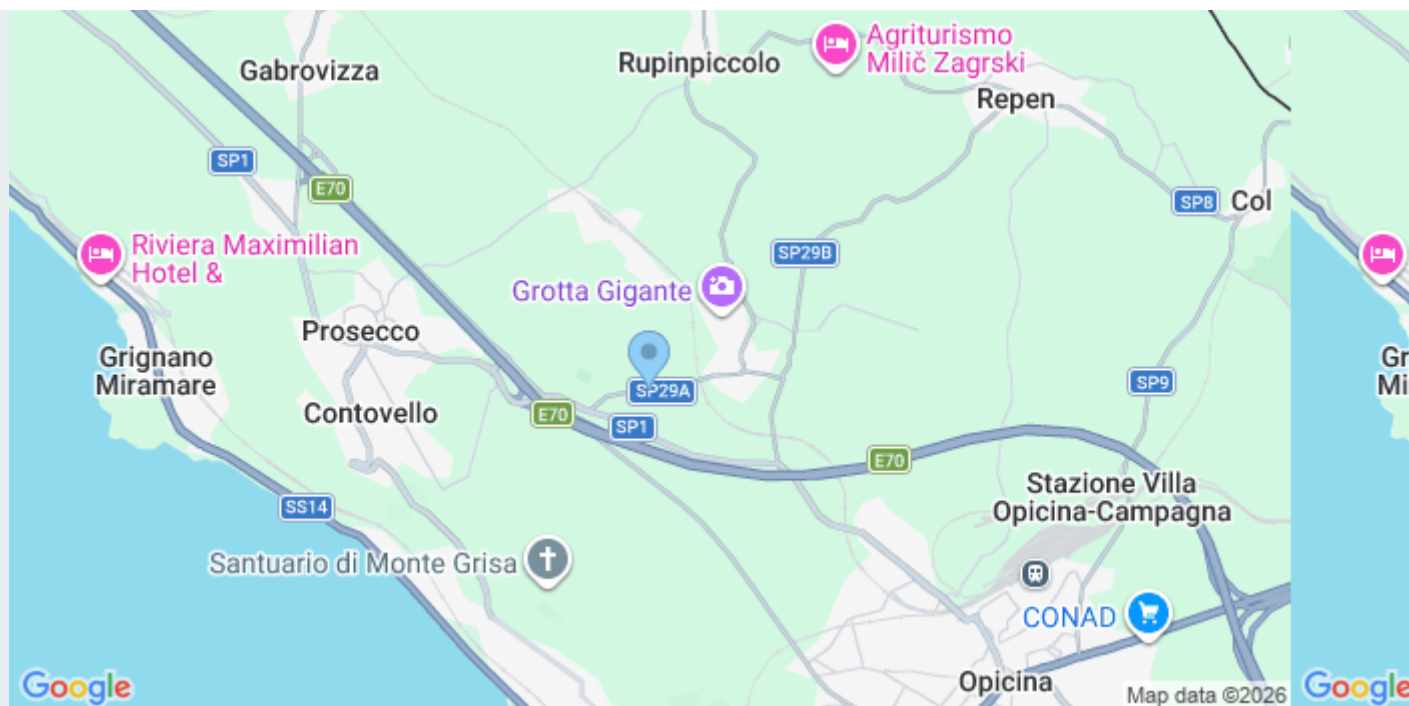 Agriturismo
Milič Zagrski
Rupinpiccolo
Gabrovizza
Repen
SP1
E70
SP8
Col
Riviera Maximilian
Hotel &
SP29B
Grotta Gigante
Prosecco
Grignano
Miramare
SP29A
SP9
Gr
Mi
Contovello
E70
SP1
E70
Stazione Villa
Opicina-Campagna
SS14
Santuario di Monte Grisa
CONAD
Opicina
Google
Map data ©2026
Google